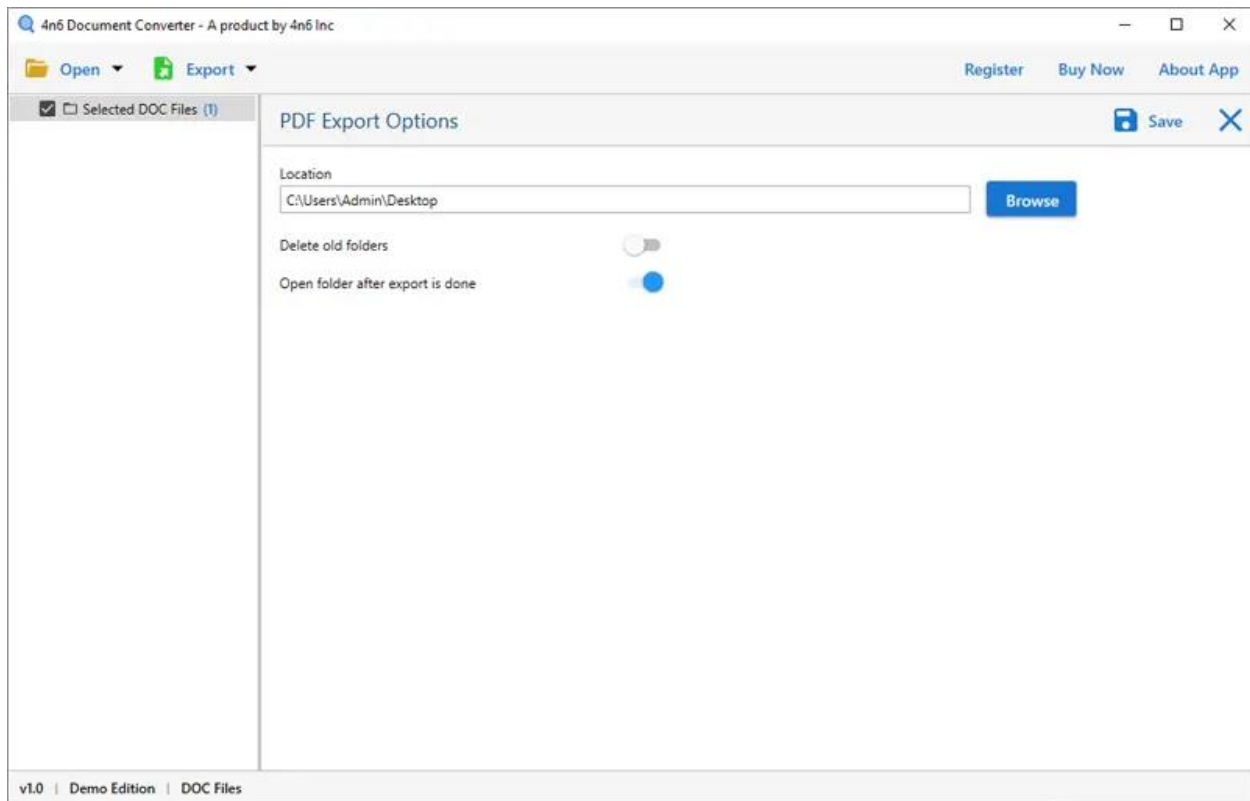 4n6 Document Converter - A product by 4n6 Inc
Open Export Register Buy Now About App
Selected DOC Files (1)
PDF Export Options Save
Location
C:\Users\Admin\Desktop Browse
Delete old folders
Open folder after export is done
v1.0 | Demo Edition | DOC Files